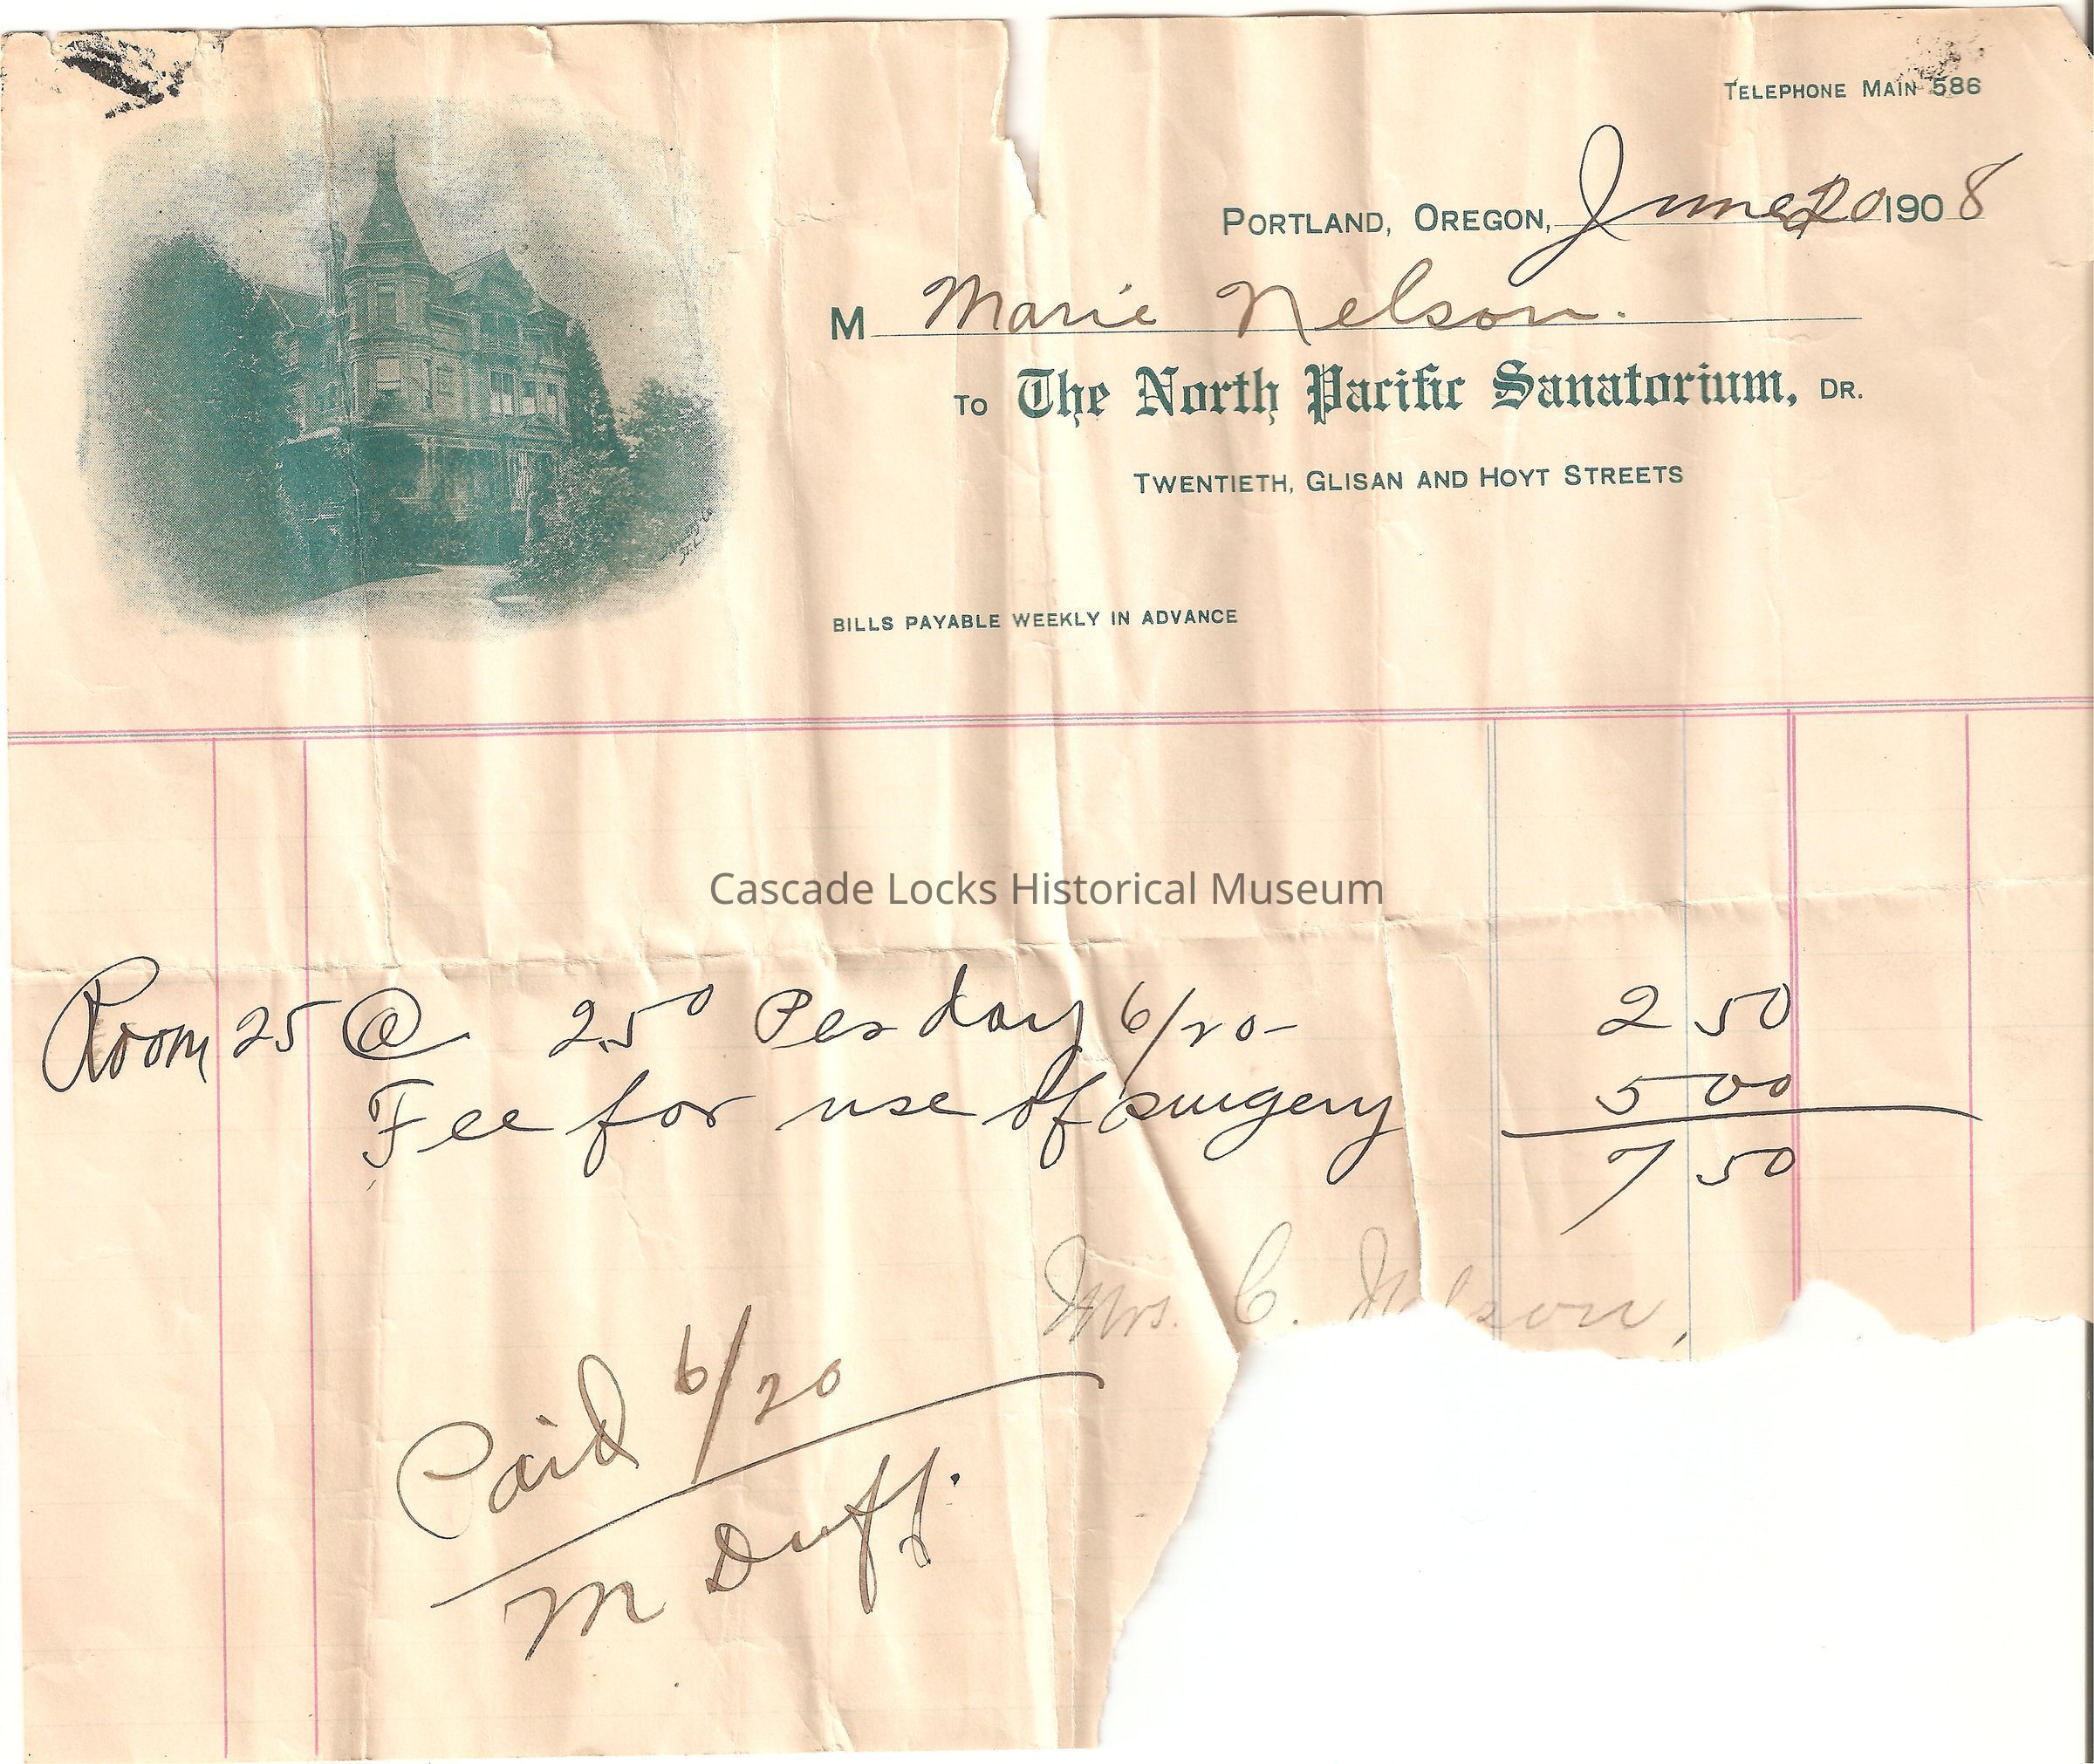 TELEPHONE MAIN 586
PORTLAND, OREGON, June 20 1908
M Marie Nelson.
TO The North Pacific Sanatorium, DR.
TWENTIETH, GLISAN AND HOYT STREETS
BILLS PAYABLE WEEKLY IN ADVANCE
Cascade Locks Historical Museum
Room 25 @ 2.50 Per day 6/20- 2 50
Fee for use of surgery 5 00
7 50
Mrs. C. Nelson,
Paid 6/20
M Duff.